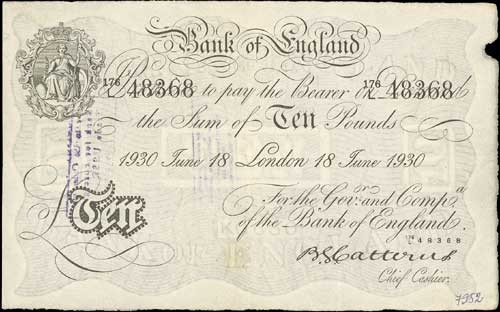 Bank of England
176/L 48368 176/L 48368
Promise to pay the Bearer on Demand
the Sum of Ten Pounds
1930 June 18 London 18 June 1930
For the Govr. and Compa.
of the Bank of England.
176/L 48368
£Ten
B.G. Catterns
Chief Cashier.
7952